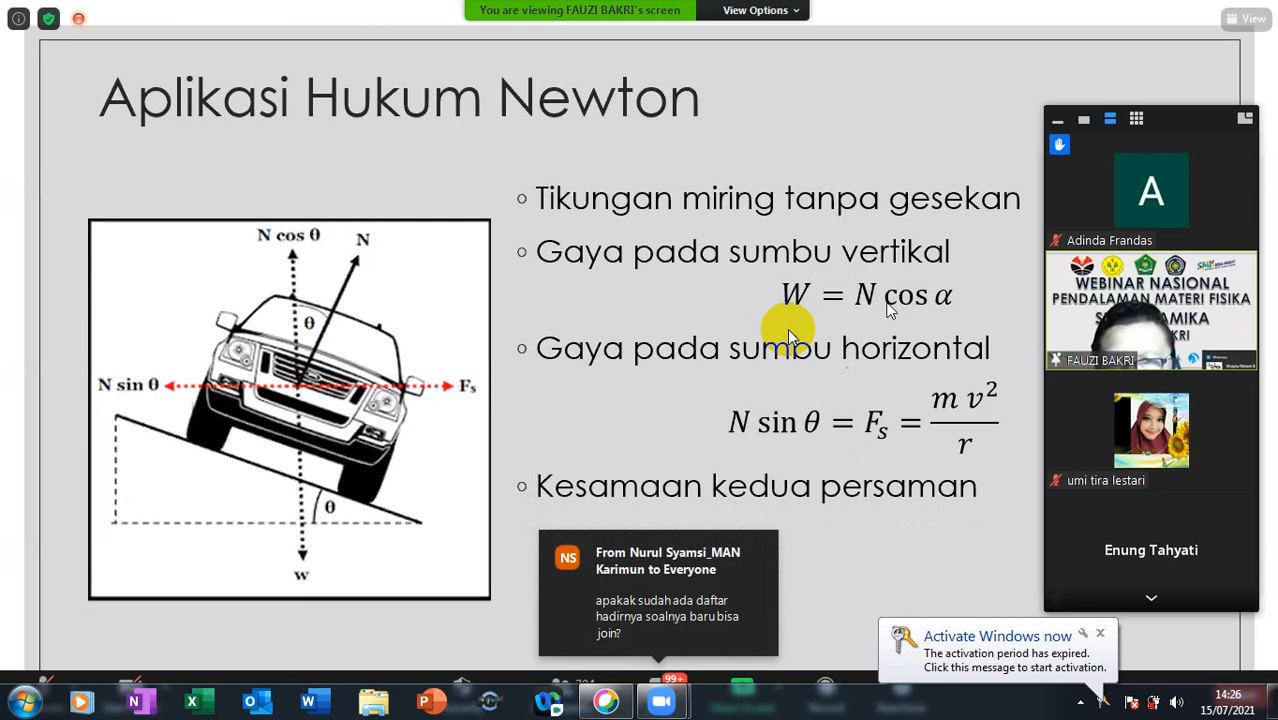 You are viewing FAUZI BAKRI's screen
View Options
View
Aplikasi Hukum Newton
Tikungan miring tanpa gesekan
Gaya pada sumbu vertikal
W = N cos α
Gaya pada sumbu horizontal
N sin θ = Fs = m v² / r
Kesamaan kedua persaman
N cos θ
N
θ
N sin θ
Fs
θ
w
A
Adinda Frandas
WEBINAR NASIONAL
PENDALAMAN MATERI FISIKA
FAUZI BAKRI
umi tira lestari
Enung Tahyati
NS
From Nurul Syamsi_MAN
Karimun to Everyone
apakak sudah ada daftar
hadirnya soalnya baru bisa
join?
Activate Windows now
The activation period has expired.
Click this message to start activation.
99+
14:26
15/07/2021